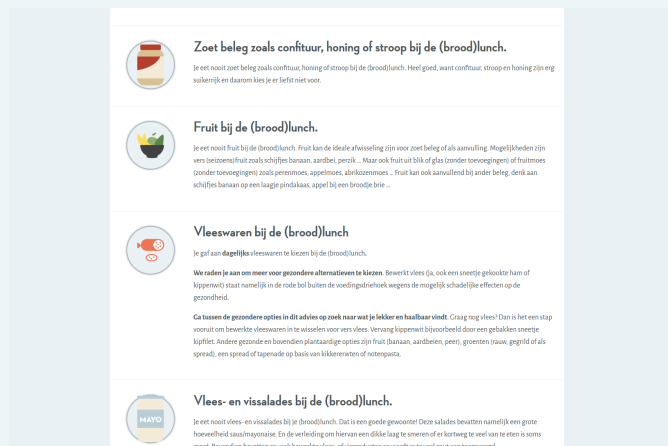 Zoet beleg zoals confituur, honing of stroop bij de (brood)lunch.
Je eet nooit zoet beleg zoals confituur, honing of stroop bij de (brood)lunch. Heel goed, want confituur, stroop en honing zijn erg
suikerrijk en daarom kies je er liefst niet voor.
Fruit bij de (brood)lunch.
Je eet nooit fruit bij de (brood)lunch. Fruit kan de ideale afwisseling zijn voor zoet beleg of als aanvulling. Mogelijkheden zijn
vers (seizoens)fruit zoals schijfjes banaan, aardbei, perzik ... Maar ook fruit uit blik of glas (zonder toevoegingen) of fruitmoes
(zonder toevoegingen) zoals perenmoes, appelmoes, abrikozenmoes ... Fruit kan ook aanvullend bij ander beleg, denk aan
schijfjes banaan op een laagje pindakaas, appel bij een broodje brie ...
Vleeswaren bij de (brood)lunch
Je gaf aan dagelijks vleeswaren te kiezen bij de (brood)lunch.
We raden je aan om meer voor gezondere alternatieven te kiezen. Bewerkt vlees (ja, ook een sneetje gekookte ham of
kippenwit) staat namelijk in de rode bol buiten de voedingsdriehoek wegens de mogelijk schadelijke effecten op de
gezondheid.
Ga tussen de gezondere opties in dit advies op zoek naar wat je lekker en haalbaar vindt. Graag nog vlees? Dan is het een stap
vooruit om bewerkte vleeswaren in te wisselen voor vers vlees. Vervang kippenwit bijvoorbeeld door een gebakken sneetje
kipfilet. Andere gezonde en bovendien plantaardige opties zijn fruit (banaan, aardbeien, peer), groenten (rauw, gegrild of als
spread), een spread of tapenade op basis van kikkererwten of notenpasta.
Vlees- en vissalades bij de (brood)lunch.
MAYO
Je eet nooit vlees- en vissalades bij je (brood)lunch. Dat is een goede gewoonte! Deze salades bevatten namelijk een grote
hoeveelheid saus/mayonaise. En de verleiding om hiervan een dikke laag te smeren of er kortweg te veel van te eten is soms